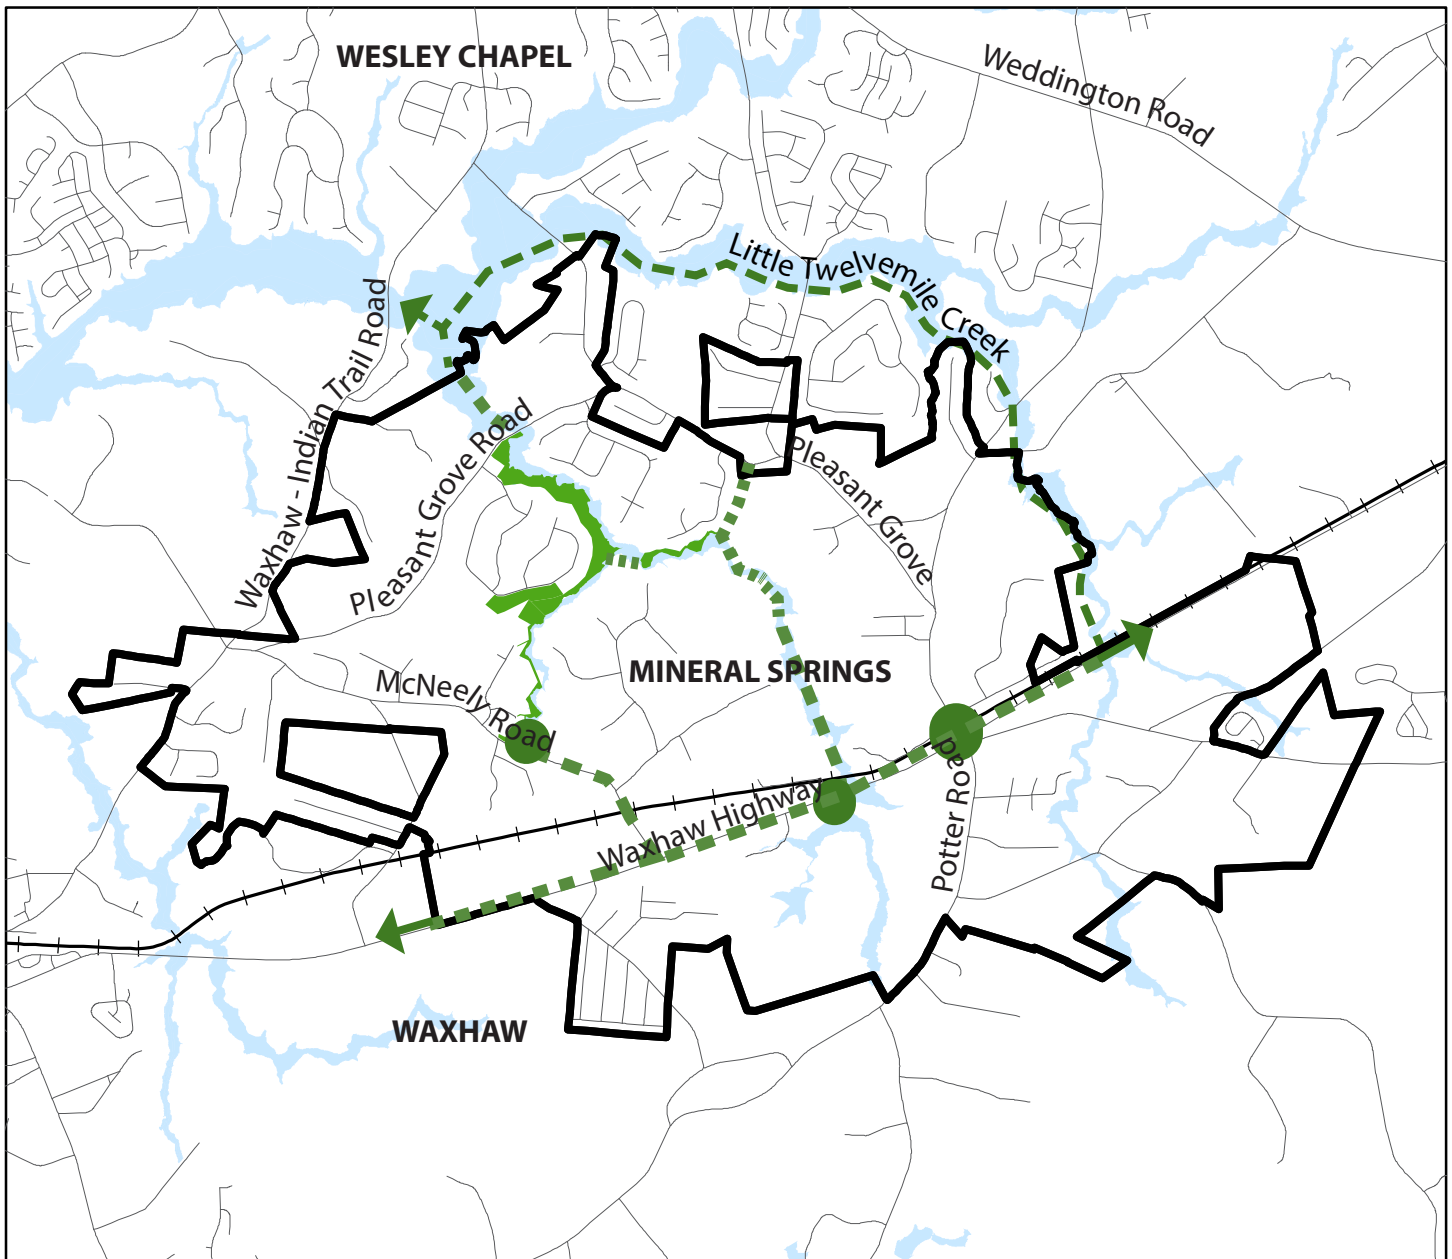 WESLEY CHAPEL
Weddington Road
Little Twelvemile Creek
Waxhaw - Indian Trail Road
Pleasant Grove Road
Pleasant Grove
MINERAL SPRINGS
McNeely Road
Waxhaw Highway
Potter Road
WAXHAW